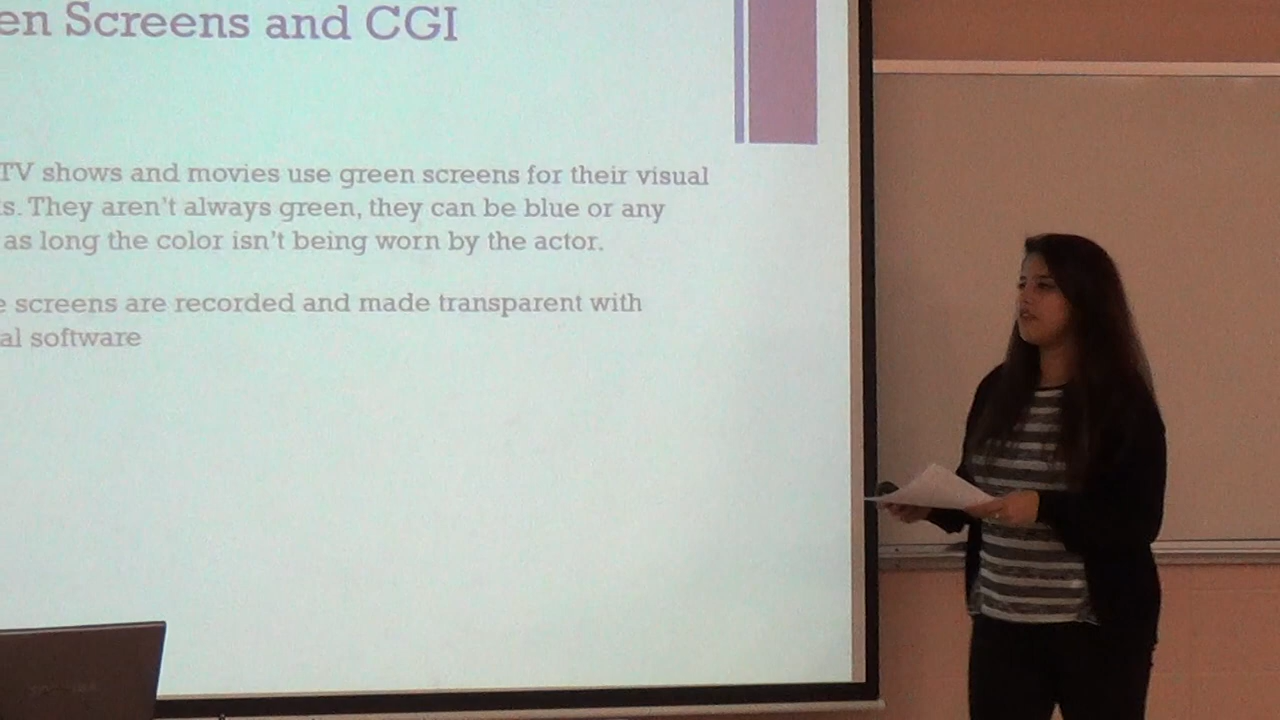 en Screens and CGI
TV shows and movies use green screens for their visual
s. They aren't always green, they can be blue or any
as long the color isn't being worn by the actor.
e screens are recorded and made transparent with
al software